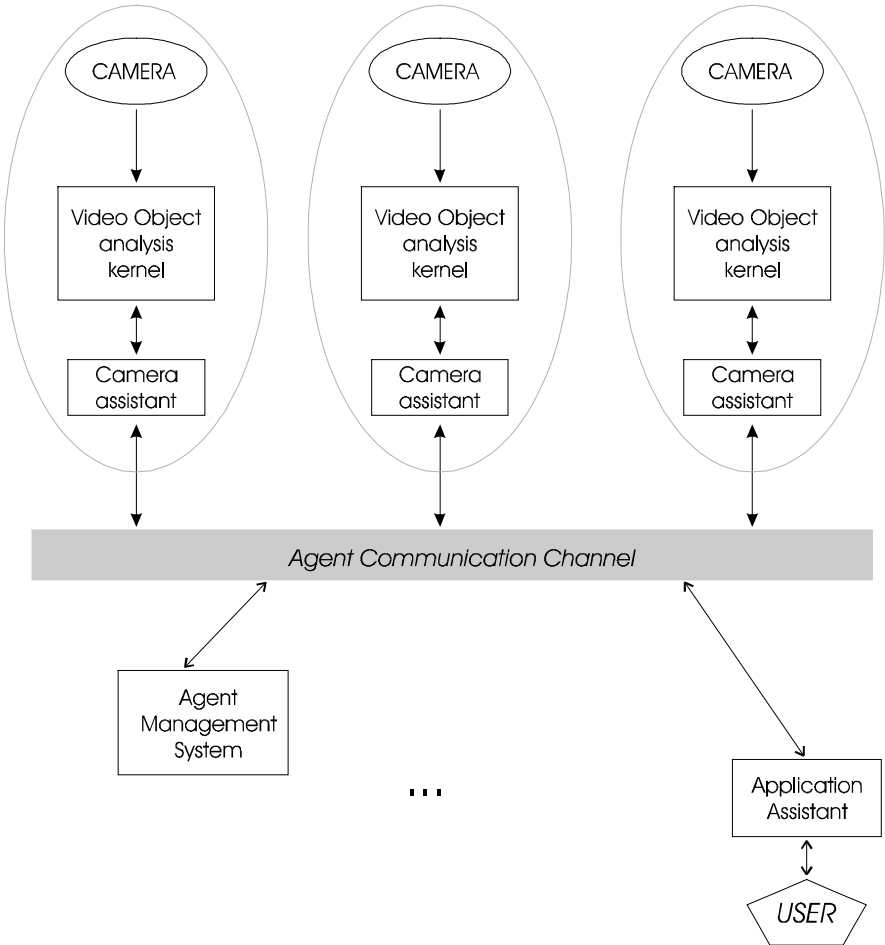 CAMERA
CAMERA
CAMERA
Video Object
analysis
kernel
Video Object
analysis
kernel
Video Object
analysis
kernel
Camera
assistant
Camera
assistant
Camera
assistant
Agent Communication Channel
Agent
Management
System
...
Application
Assistant
USER